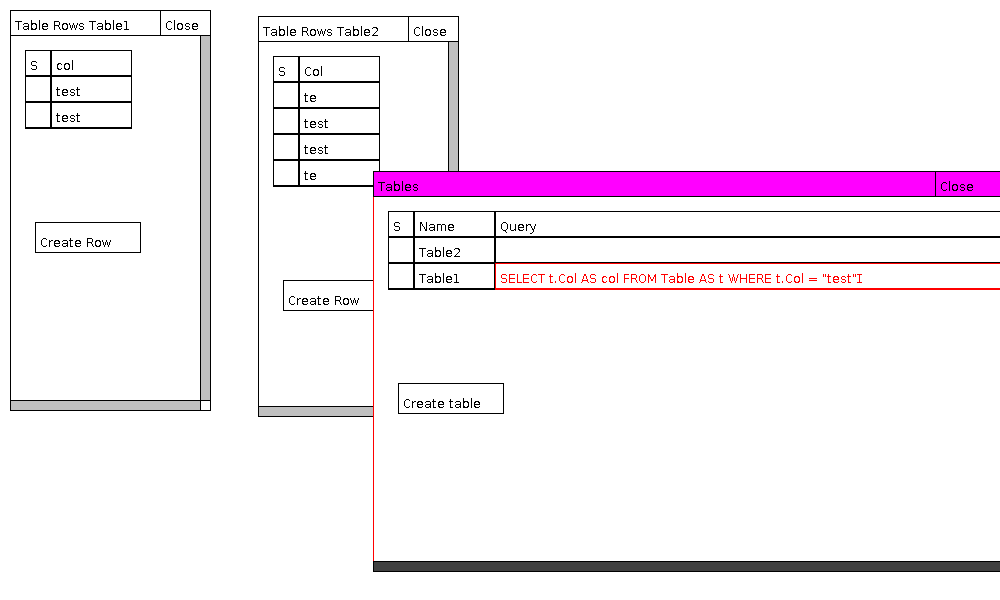 Table Rows Table1 Close
S col
test
test
Create Row
Table Rows Table2 Close
S Col
te
test
test
te
Create Row
Tables Close
S Name Query
Table2
Table1 SELECT t.Col AS col FROM Table AS t WHERE t.Col = "test"
Create table